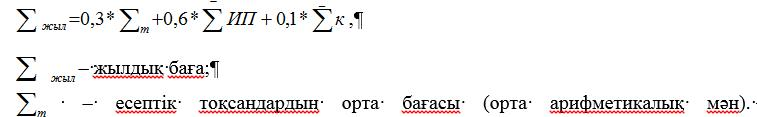 ∑ жыл =0,3* ∑ т +0,6* ∑̄ ИП + 0,1* ∑̄ к ,¶
∑ жыл – жылдық баға;¶
∑ т – есептік тоқсандардың орта бағасы (орта арифметикалық мән).